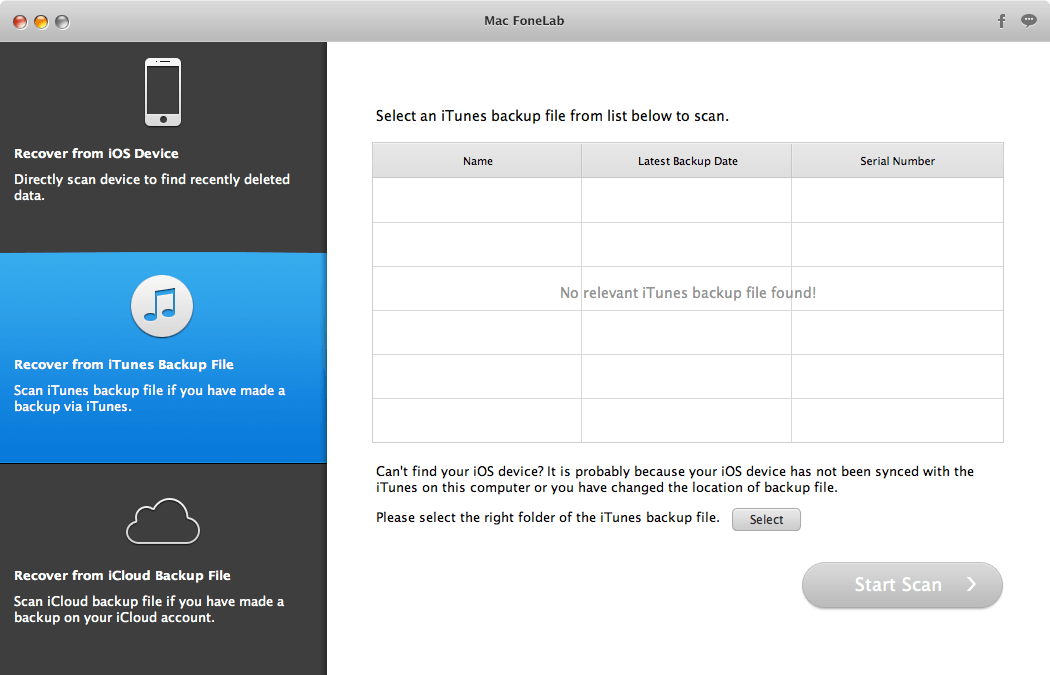 Mac FoneLab
Recover from iOS Device
Directly scan device to find recently deleted
data.
Recover from iTunes Backup File
Scan iTunes backup file if you have made a
backup via iTunes.
Recover from iCloud Backup File
Scan iCloud backup file if you have made a
backup on your iCloud account.
Select an iTunes backup file from list below to scan.
Name Latest Backup Date Serial Number
No relevant iTunes backup file found!
Can't find your iOS device? It is probably because your iOS device has not been synced with the
iTunes on this computer or you have changed the location of backup file.
Please select the right folder of the iTunes backup file. Select
Start Scan